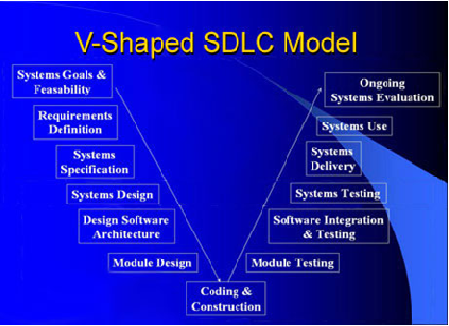 V-Shaped SDLC Model
Systems Goals &
Feasability
Requirements
Definition
Systems
Specification
Systems Design
Design Software
Architecture
Module Design
Coding &
Construction
Module Testing
Software Integration
& Testing
Systems Testing
Systems
Delivery
Systems Use
Ongoing
Systems Evaluation